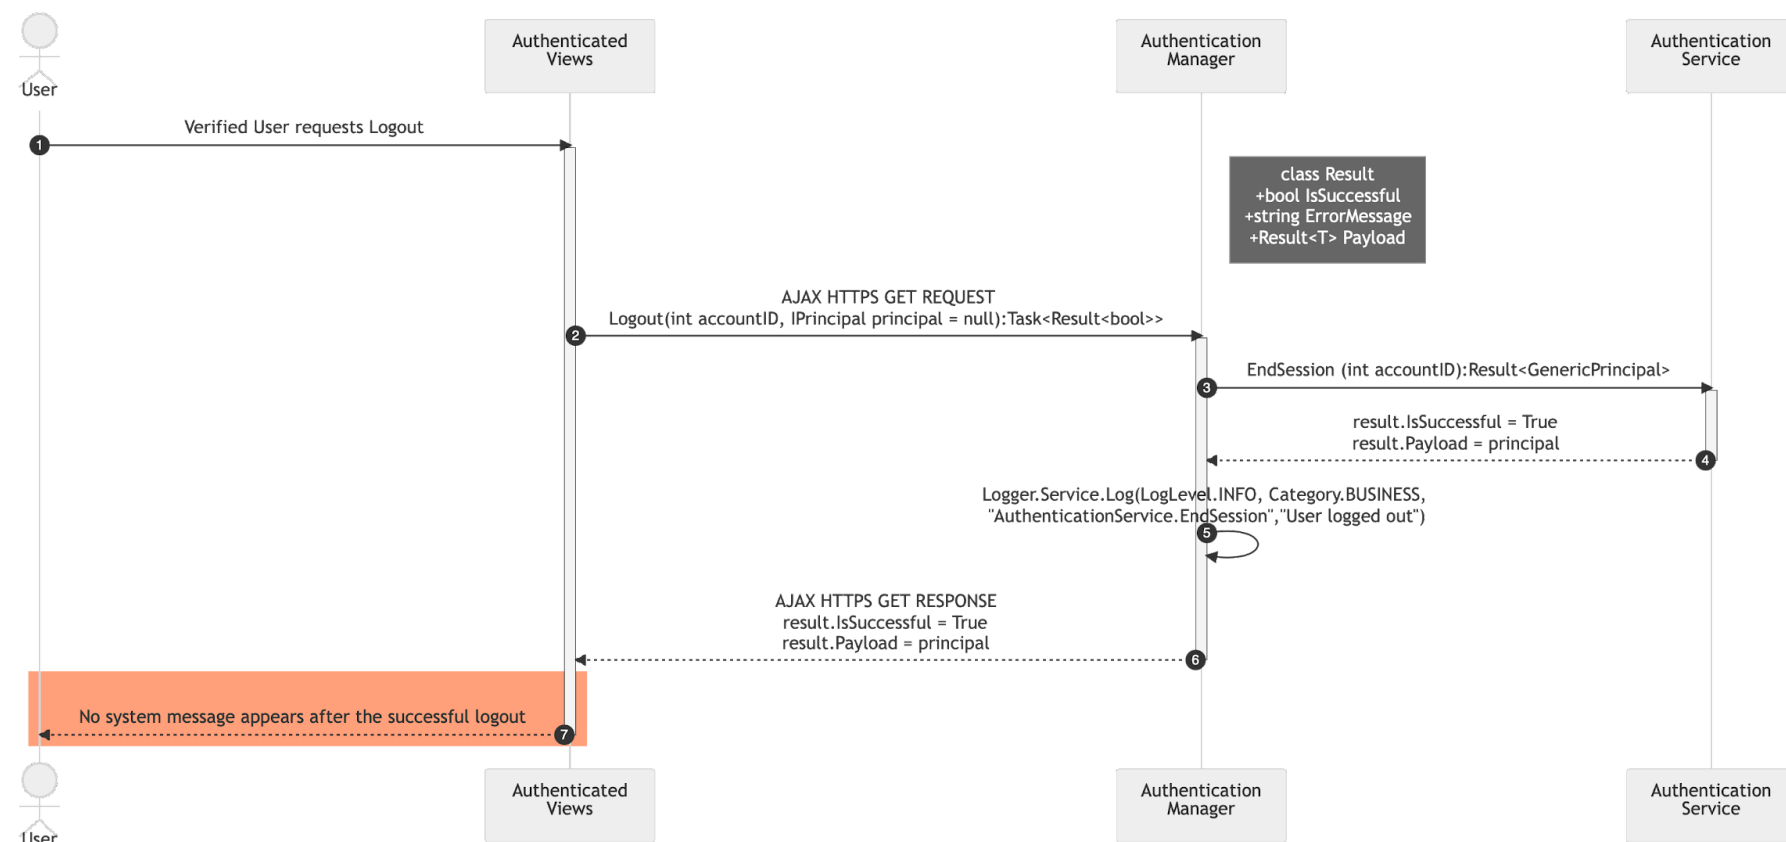 User
Authenticated
Views
Authentication
Manager
Authentication
Service
Verified User requests Logout
1
class Result
+bool IsSuccessful
+string ErrorMessage
+Result<T> Payload
AJAX HTTPS GET REQUEST
Logout(int accountID, IPrincipal principal = null):Task<Result<bool>>
2
EndSession (int accountID):Result<GenericPrincipal>
3
result.IsSuccessful = True
result.Payload = principal
4
Logger.Service.Log(LogLevel.INFO, Category.BUSINESS,
"AuthenticationService.EndSession","User logged out")
5
AJAX HTTPS GET RESPONSE
result.IsSuccessful = True
result.Payload = principal
6
No system message appears after the successful logout
7
User
Authenticated
Views
Authentication
Manager
Authentication
Service